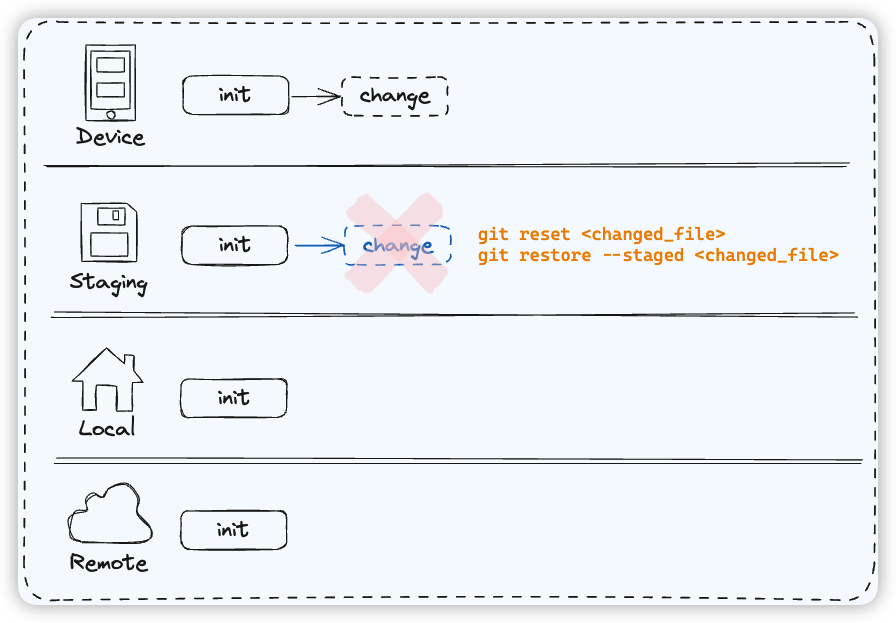 init
change
Device
init
change
git reset <changed_file>
git restore --staged <changed_file>
Staging
init
Local
init
Remote